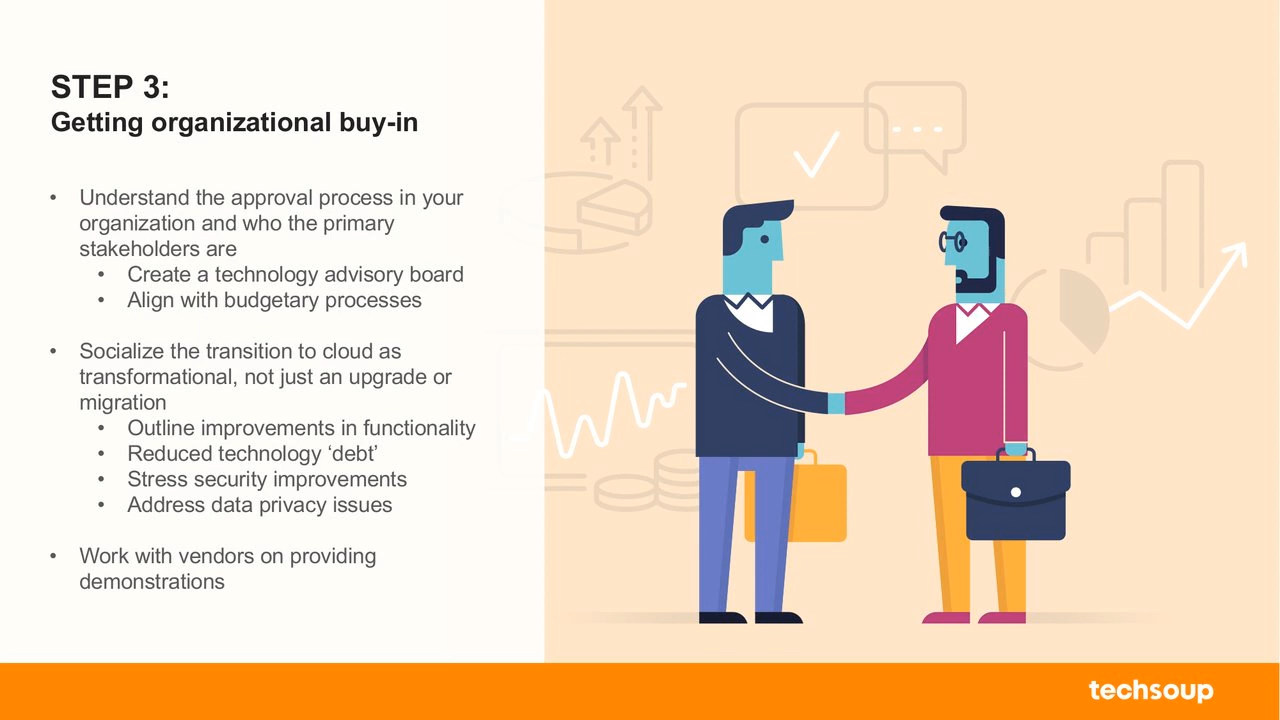 STEP 3:
Getting organizational buy-in
• Understand the approval process in your
organization and who the primary
stakeholders are
• Create a technology advisory board
• Align with budgetary processes
• Socialize the transition to cloud as
transformational, not just an upgrade or
migration
• Outline improvements in functionality
• Reduced technology ‘debt’
• Stress security improvements
• Address data privacy issues
• Work with vendors on providing
demonstrations
techsoup